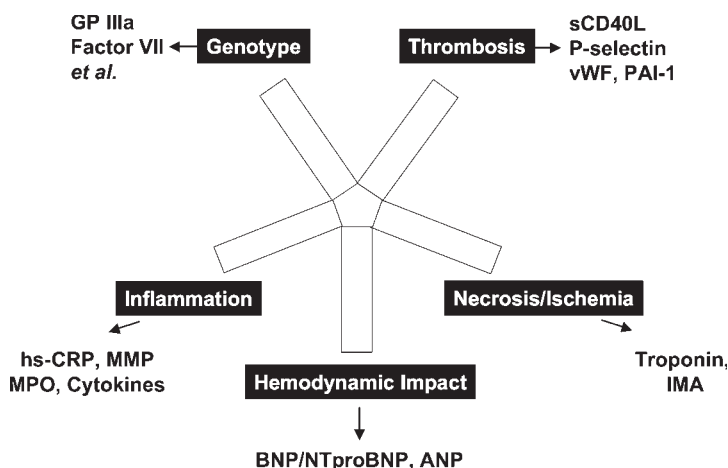 GP IIIa
Factor VII
et al.
Genotype
Thrombosis
sCD40L
P-selectin
vWF, PAI-1
Inflammation
hs-CRP, MMP
MPO, Cytokines
Necrosis/Ischemia
Troponin,
IMA
Hemodynamic Impact
BNP/NTproBNP, ANP